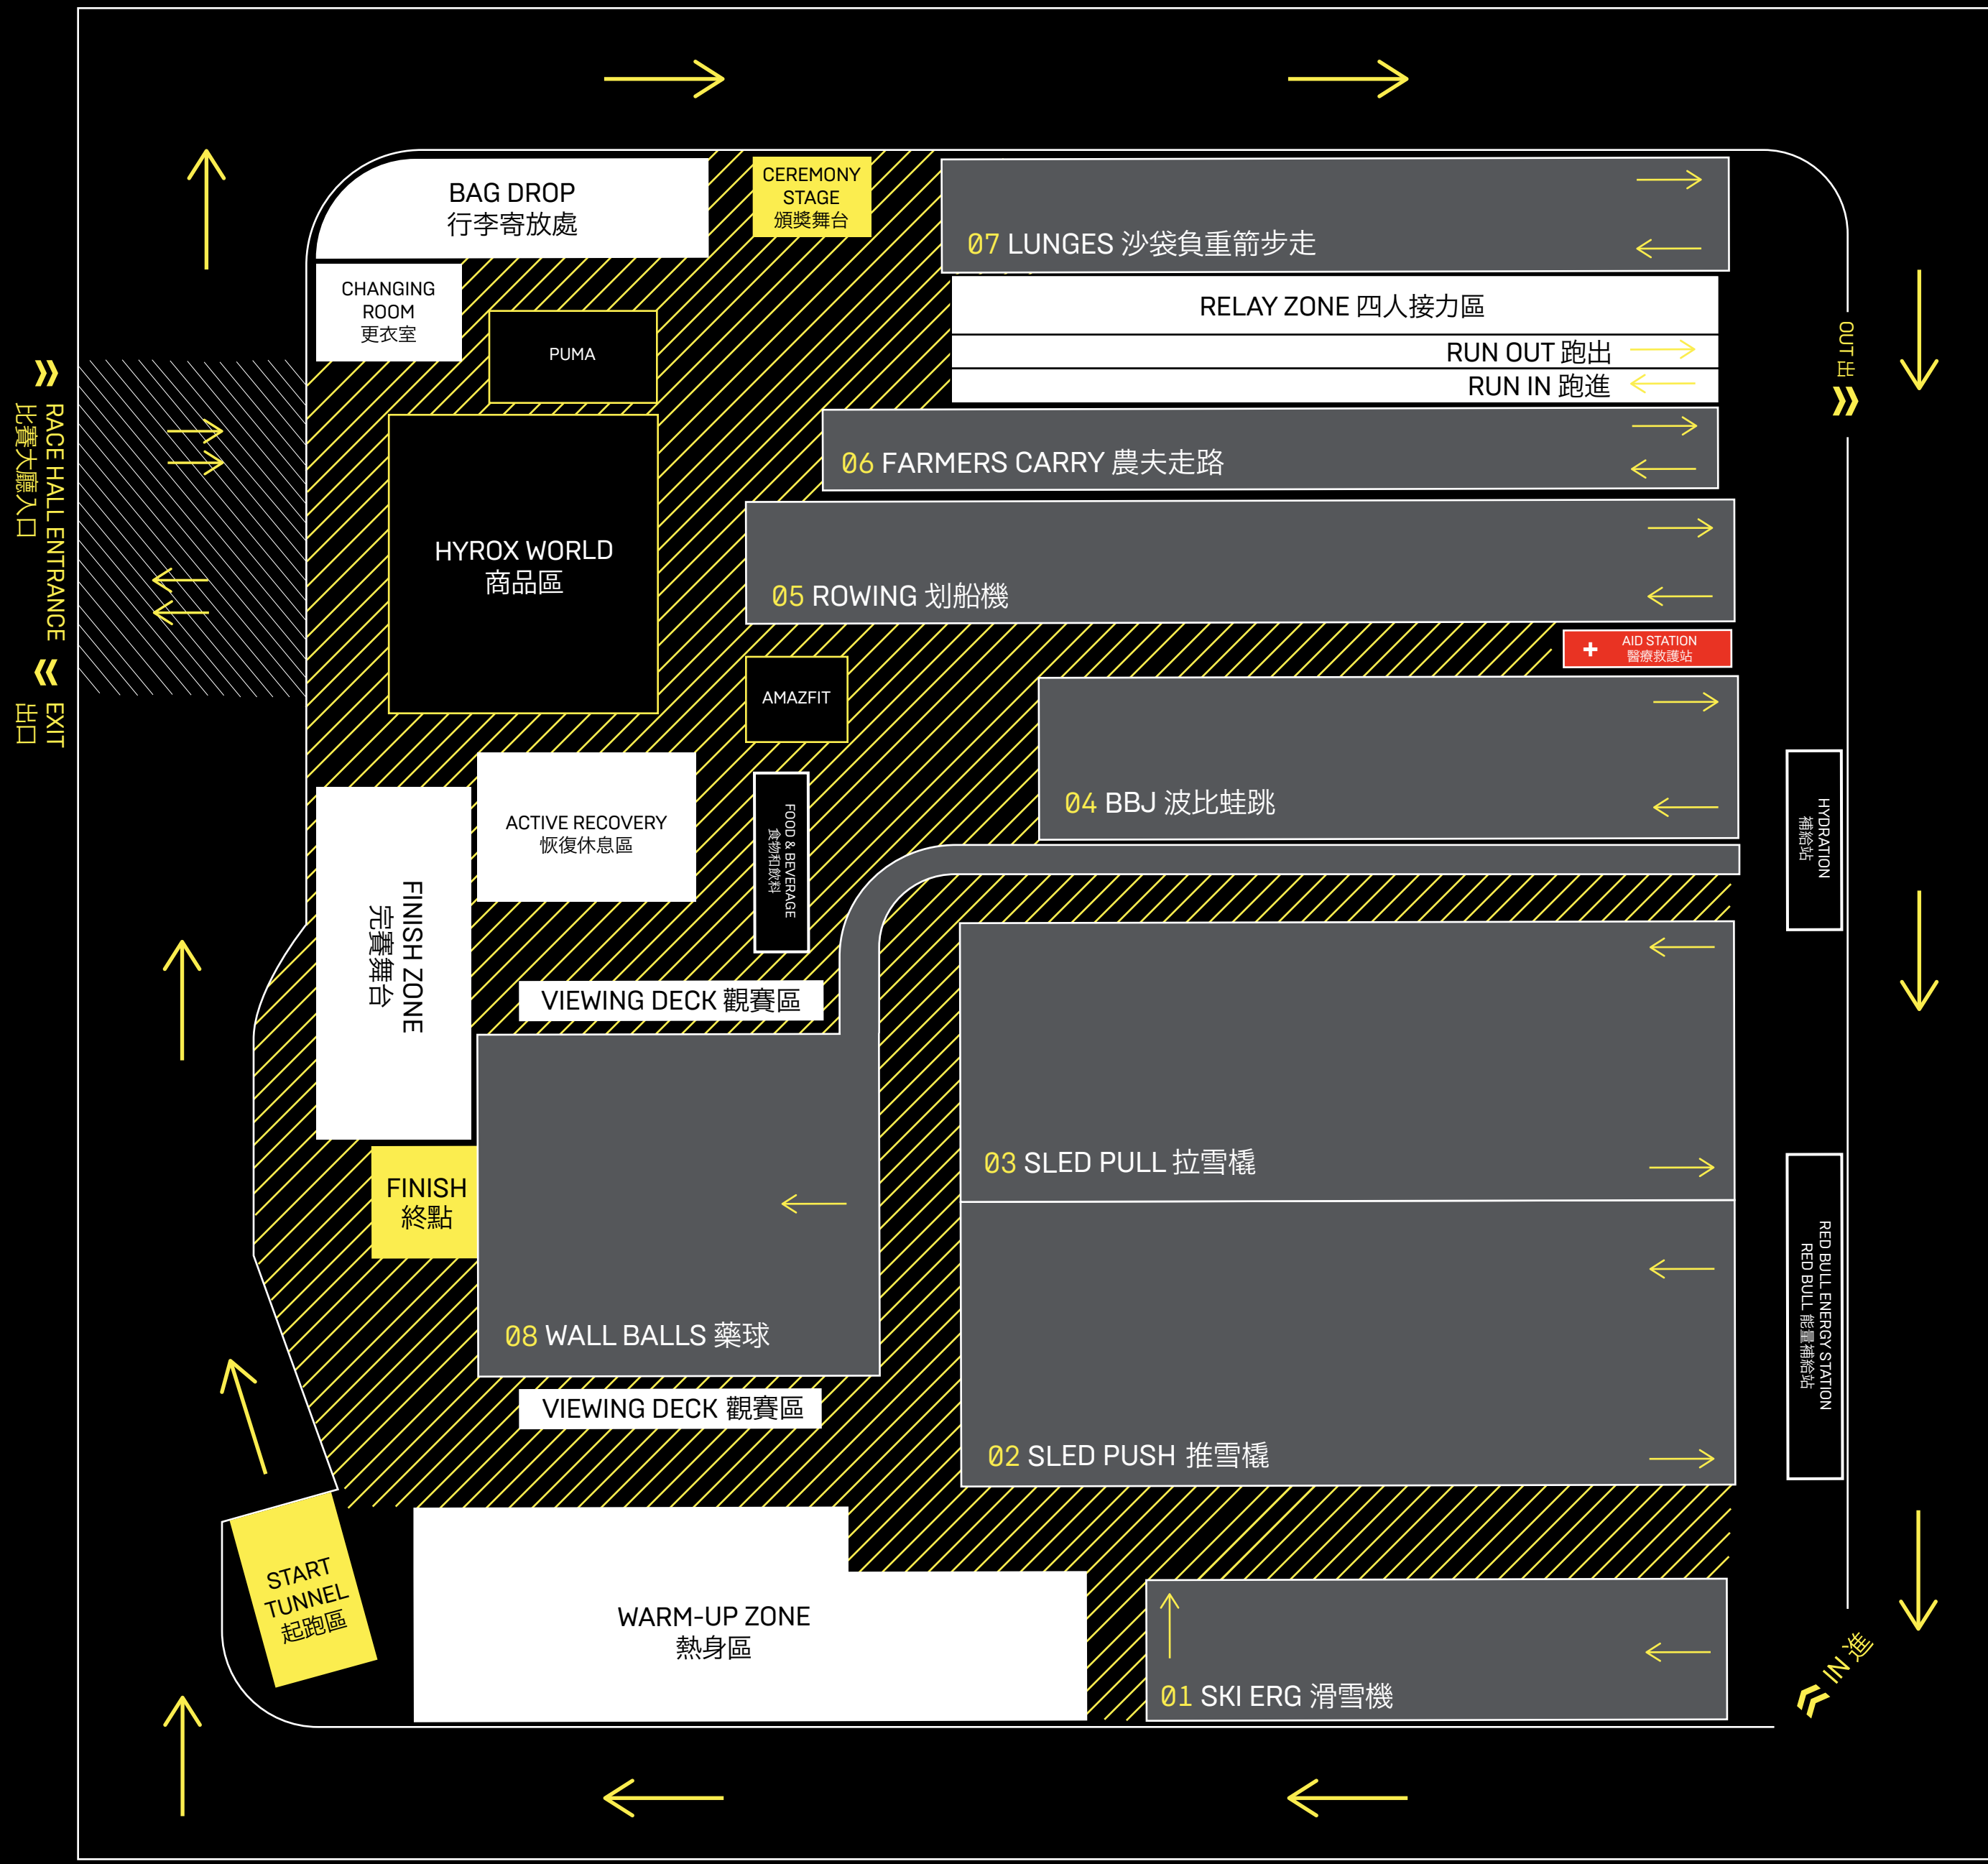 BAG DROP
行李寄放處
CEREMONY
STAGE
頒獎舞台
07 LUNGES 沙袋負重箭步走
CHANGING
ROOM
更衣室
PUMA
RELAY ZONE 四人接力區
RUN OUT 跑出
RUN IN 跑進
OUT 出
RACE HALL ENTRANCE
比賽大廳入口
EXIT
出口
06 FARMERS CARRY 農夫走路
HYROX WORLD
商品區
05 ROWING 划船機
AID STATION
醫療救護站
AMAZFIT
04 BBJ 波比蛙跳
HYDRATION
補給站
ACTIVE RECOVERY
恢復休息區
FOOD & BEVERAGE
食物和飲料
FINISH ZONE
完賽舞台
VIEWING DECK 觀賽區
03 SLED PULL 拉雪橇
FINISH
終點
RED BULL ENERGY STATION
RED BULL 能量補給站
08 WALL BALLS 藥球
VIEWING DECK 觀賽區
02 SLED PUSH 推雪橇
START
TUNNEL
起跑區
WARM-UP ZONE
熱身區
01 SKI ERG 滑雪機
IN 進